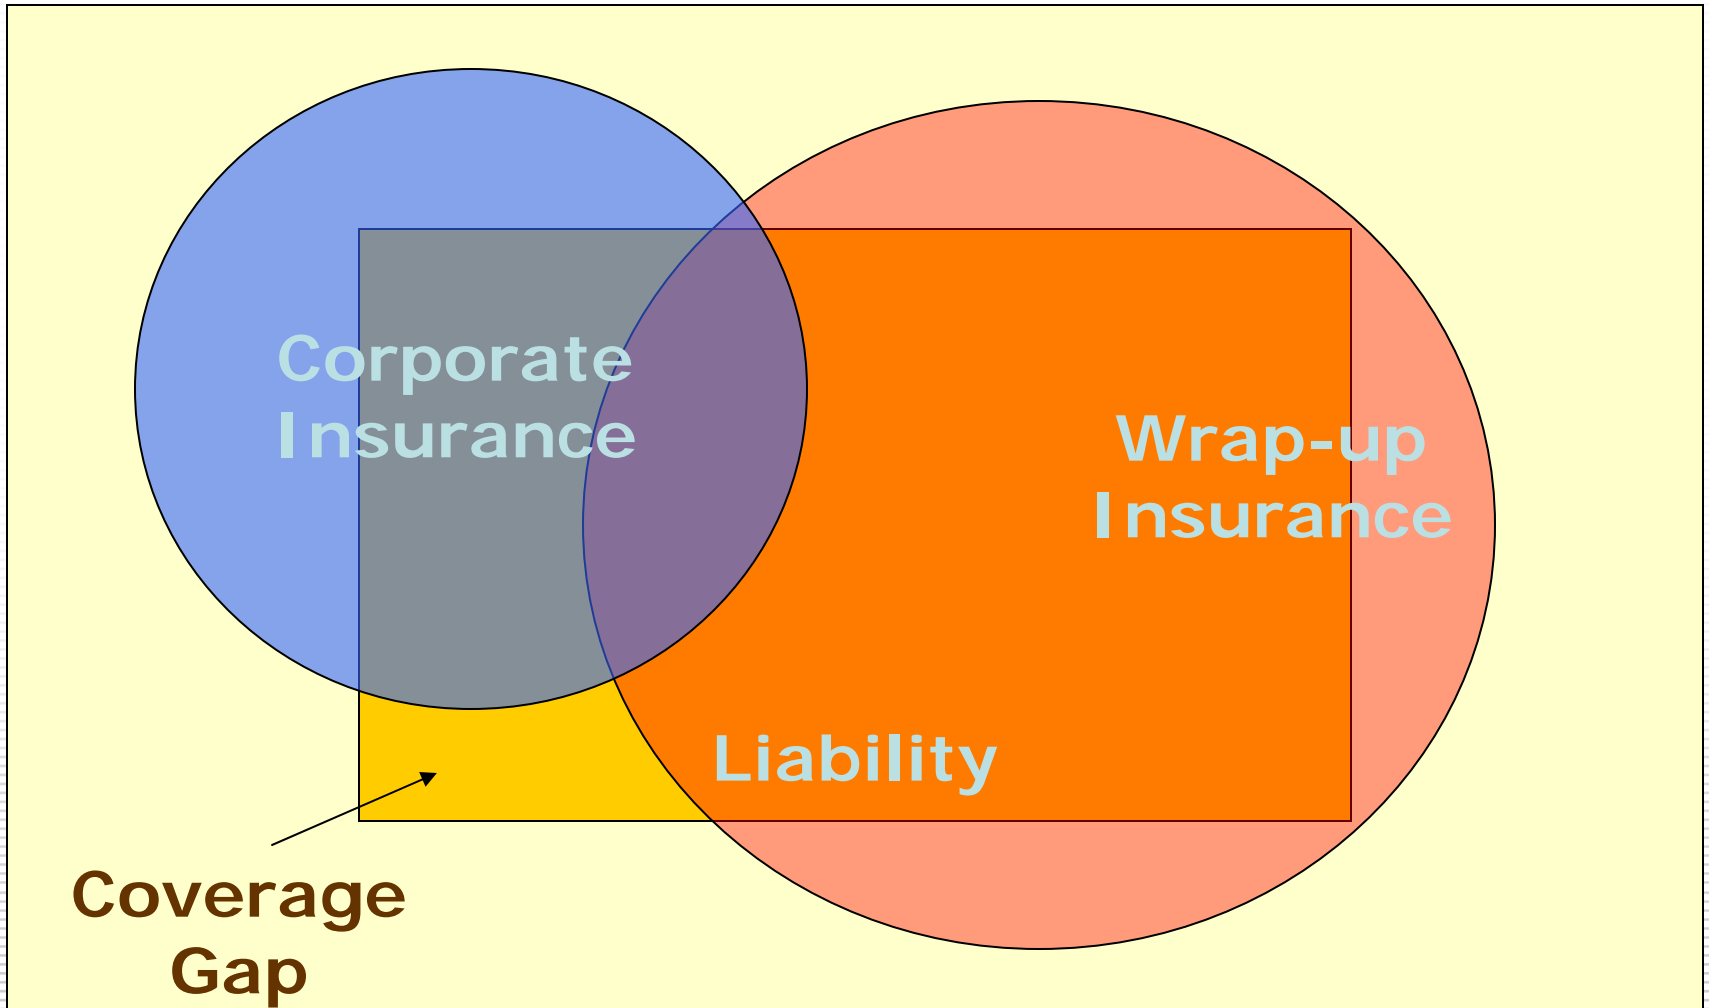 Corporate
Insurance
Wrap-up
Insurance
Liability
Coverage
Gap